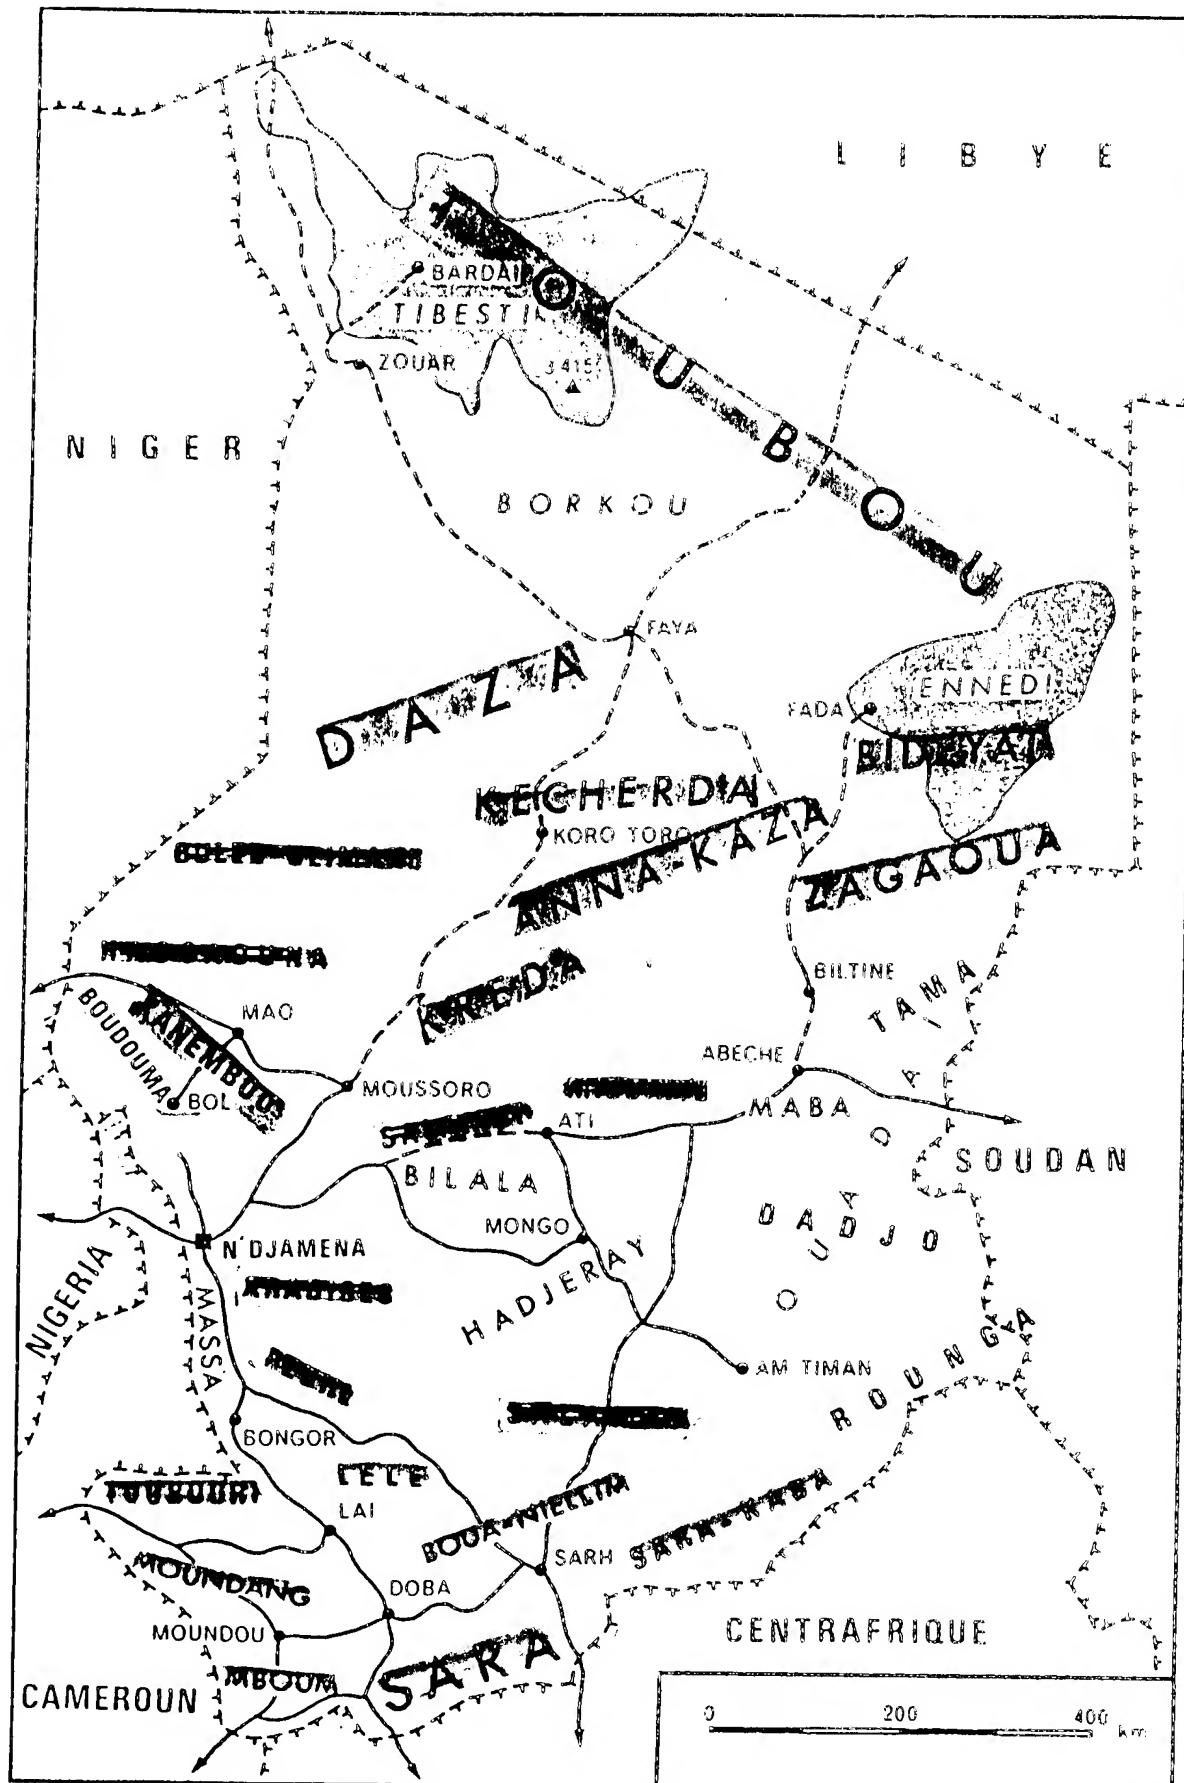 LIBYE
TOUBOU
BARDAI
TIBESTI
ZOUAR
3 415
NIGER
BORKOU
FAYA
DAZA
ENNEDI
FADA
BIDEYAT
KECHERDA
KORO TORO
ANNA-KAZA
ZAGAOUA
KREDA
BILTINE
TAMA
KANEMBOU
MAO
BOUDOUMA
BOL
MOUSSORO
ABECHE
MABA
ATI
OUADAI
SOUDAN
BILALA
MONGO
DADJO
N'DJAMENA
NIGERIA
MASSA
HADJERAY
AM TIMAN
ROUNGA
BONGOR
LELE
TOUBOURI
LAI
BOUA-NIELLIM
SARA-KABA
SARH
MOUNDANG
DOBA
MOUNDOU
CENTRAFRIQUE
MBOUM
SARA
CAMEROUN
0 200 400 km